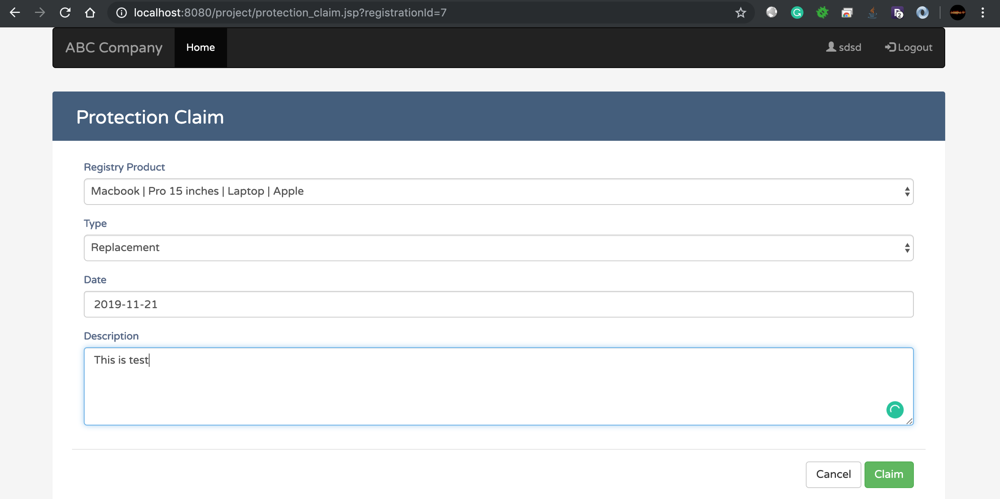 localhost:8080/project/protection_claim.jsp?registrationId=7
G
2
ABC Company Home sdsd Logout
Protection Claim
Registry Product
Macbook | Pro 15 inches | Laptop | Apple
Type
Replacement
Date
2019-11-21
Description
This is test
Cancel Claim